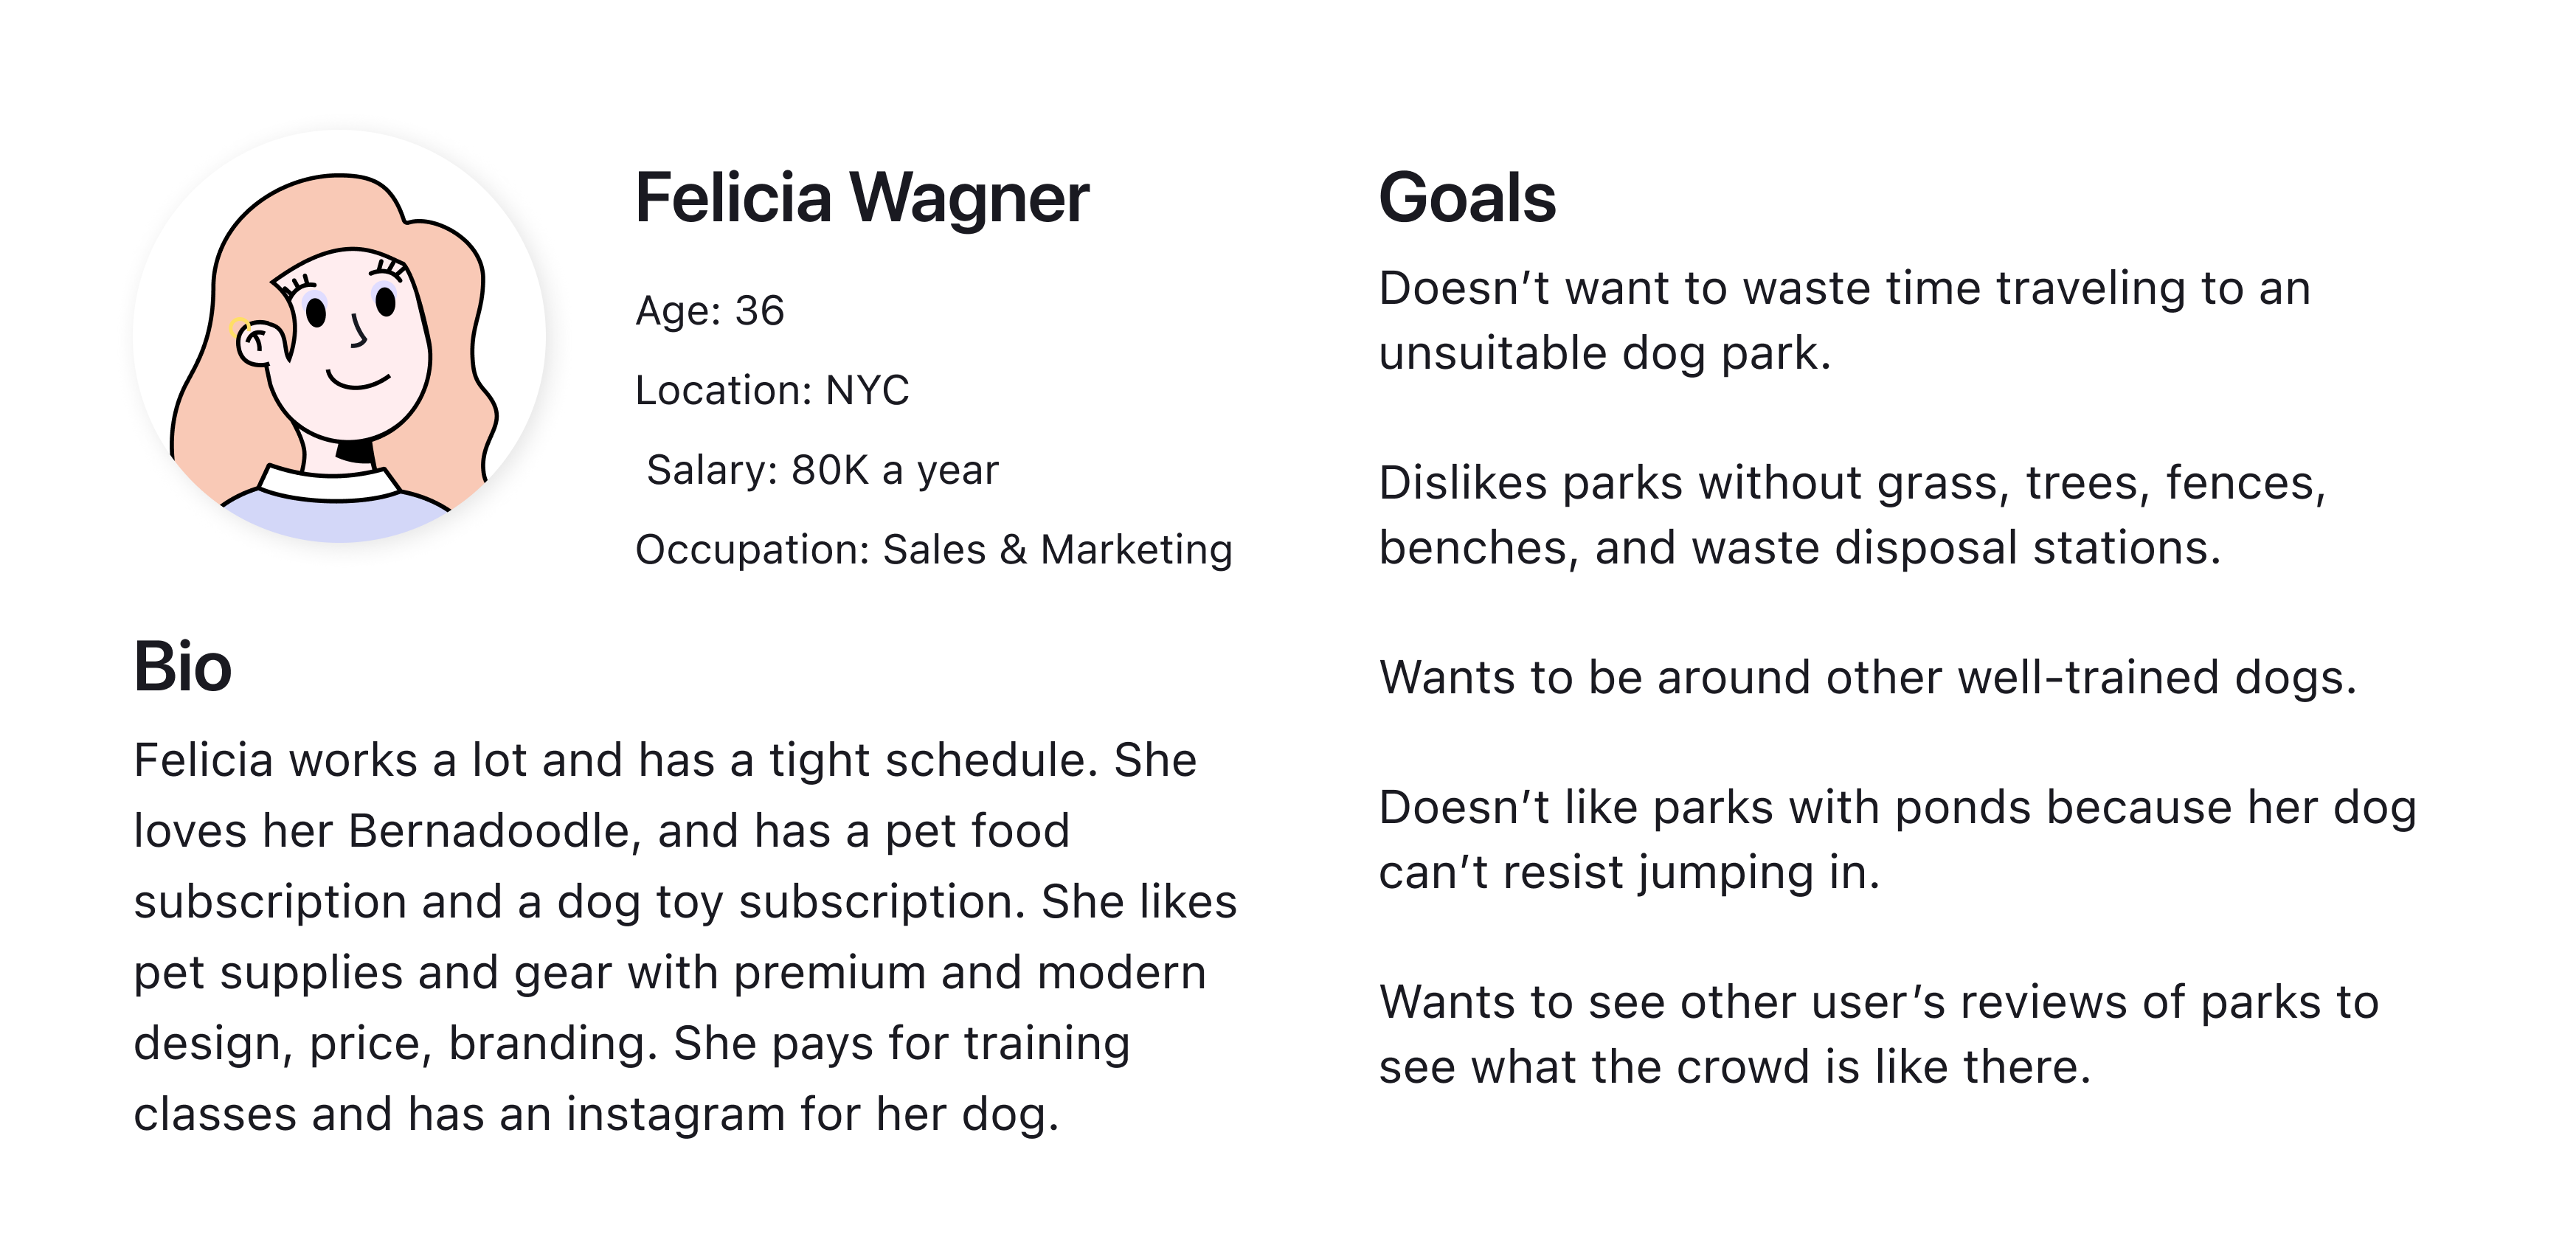 Felicia Wagner
Age: 36
Location: NYC
Salary: 80K a year
Occupation: Sales & Marketing
Bio
Felicia works a lot and has a tight schedule. She
loves her Bernadoodle, and has a pet food
subscription and a dog toy subscription. She likes
pet supplies and gear with premium and modern
design, price, branding. She pays for training
classes and has an instagram for her dog.
Goals
Doesn’t want to waste time traveling to an
unsuitable dog park.
Dislikes parks without grass, trees, fences,
benches, and waste disposal stations.
Wants to be around other well-trained dogs.
Doesn’t like parks with ponds because her dog
can’t resist jumping in.
Wants to see other user’s reviews of parks to
see what the crowd is like there.